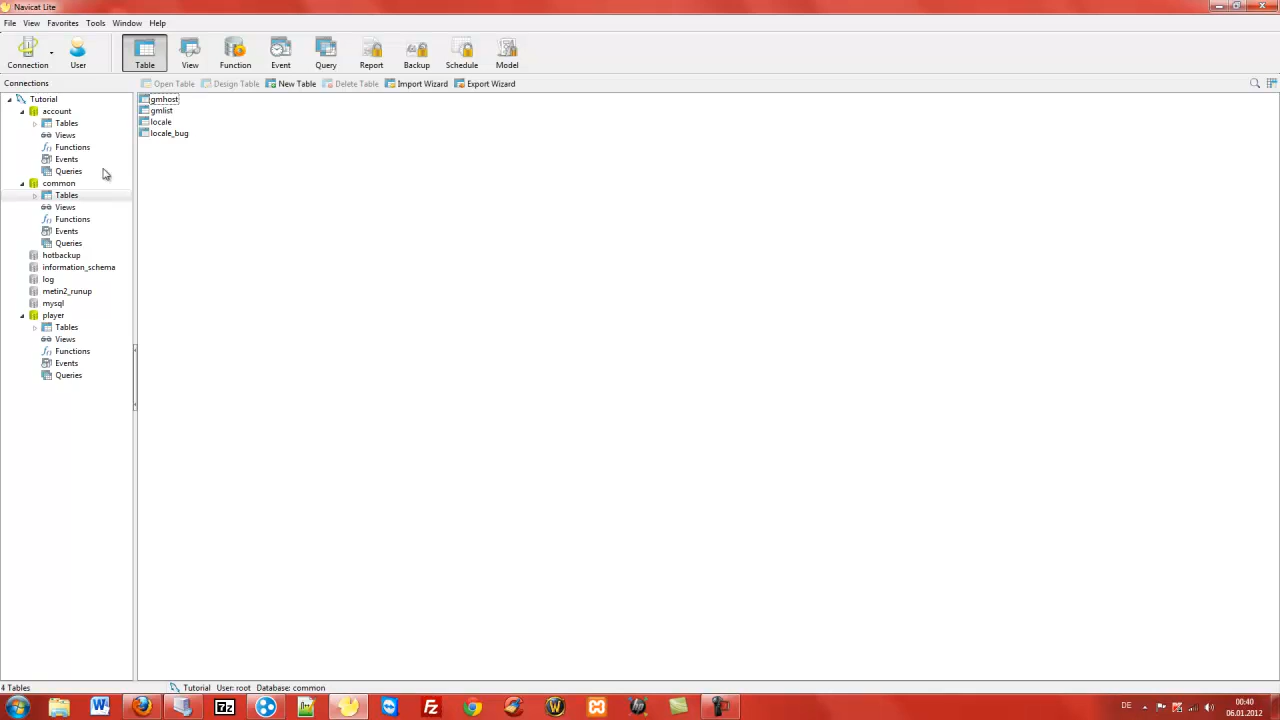 Navicat Lite
File View Favorites Tools Window Help
Connection User Table View Function Event Query Report Backup Schedule Model
Connections Open Table Design Table New Table Delete Table Import Wizard Export Wizard
Tutorial
account
Tables
Views
Functions
Events
Queries
common
Tables
Views
Functions
Events
Queries
hotbackup
information_schema
log
metin2_runup
mysql
player
Tables
Views
Functions
Events
Queries
gmhost
gmlist
locale
locale_bug
4 Tables Tutorial User: root Database: common
W 7z Fz W
DE 00:40
06.01.2012